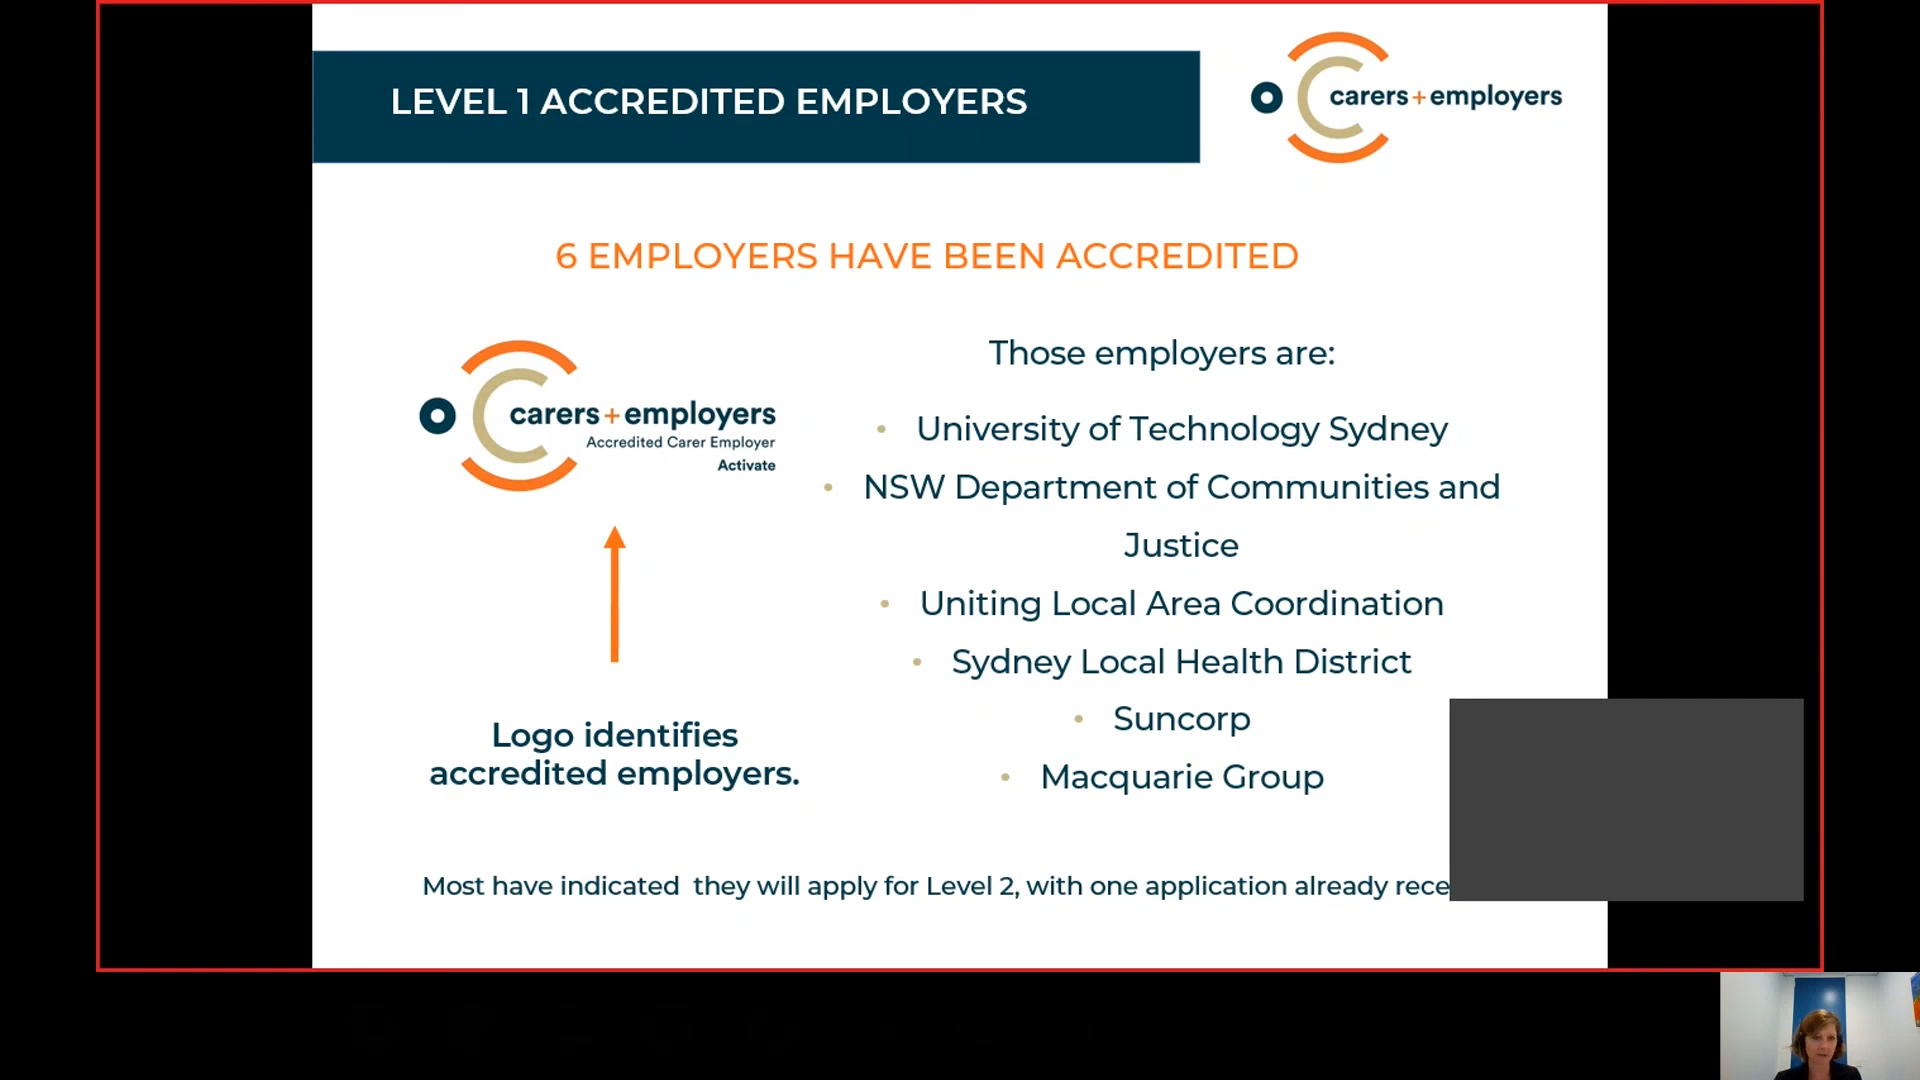 LEVEL 1 ACCREDITED EMPLOYERS
carers+employers
6 EMPLOYERS HAVE BEEN ACCREDITED
carers+employers
Accredited Carer Employer
Activate
Logo identifies
accredited employers.
Those employers are:
• University of Technology Sydney
• NSW Department of Communities and
Justice
• Uniting Local Area Coordination
• Sydney Local Health District
• Suncorp
• Macquarie Group
Most have indicated they will apply for Level 2, with one application already